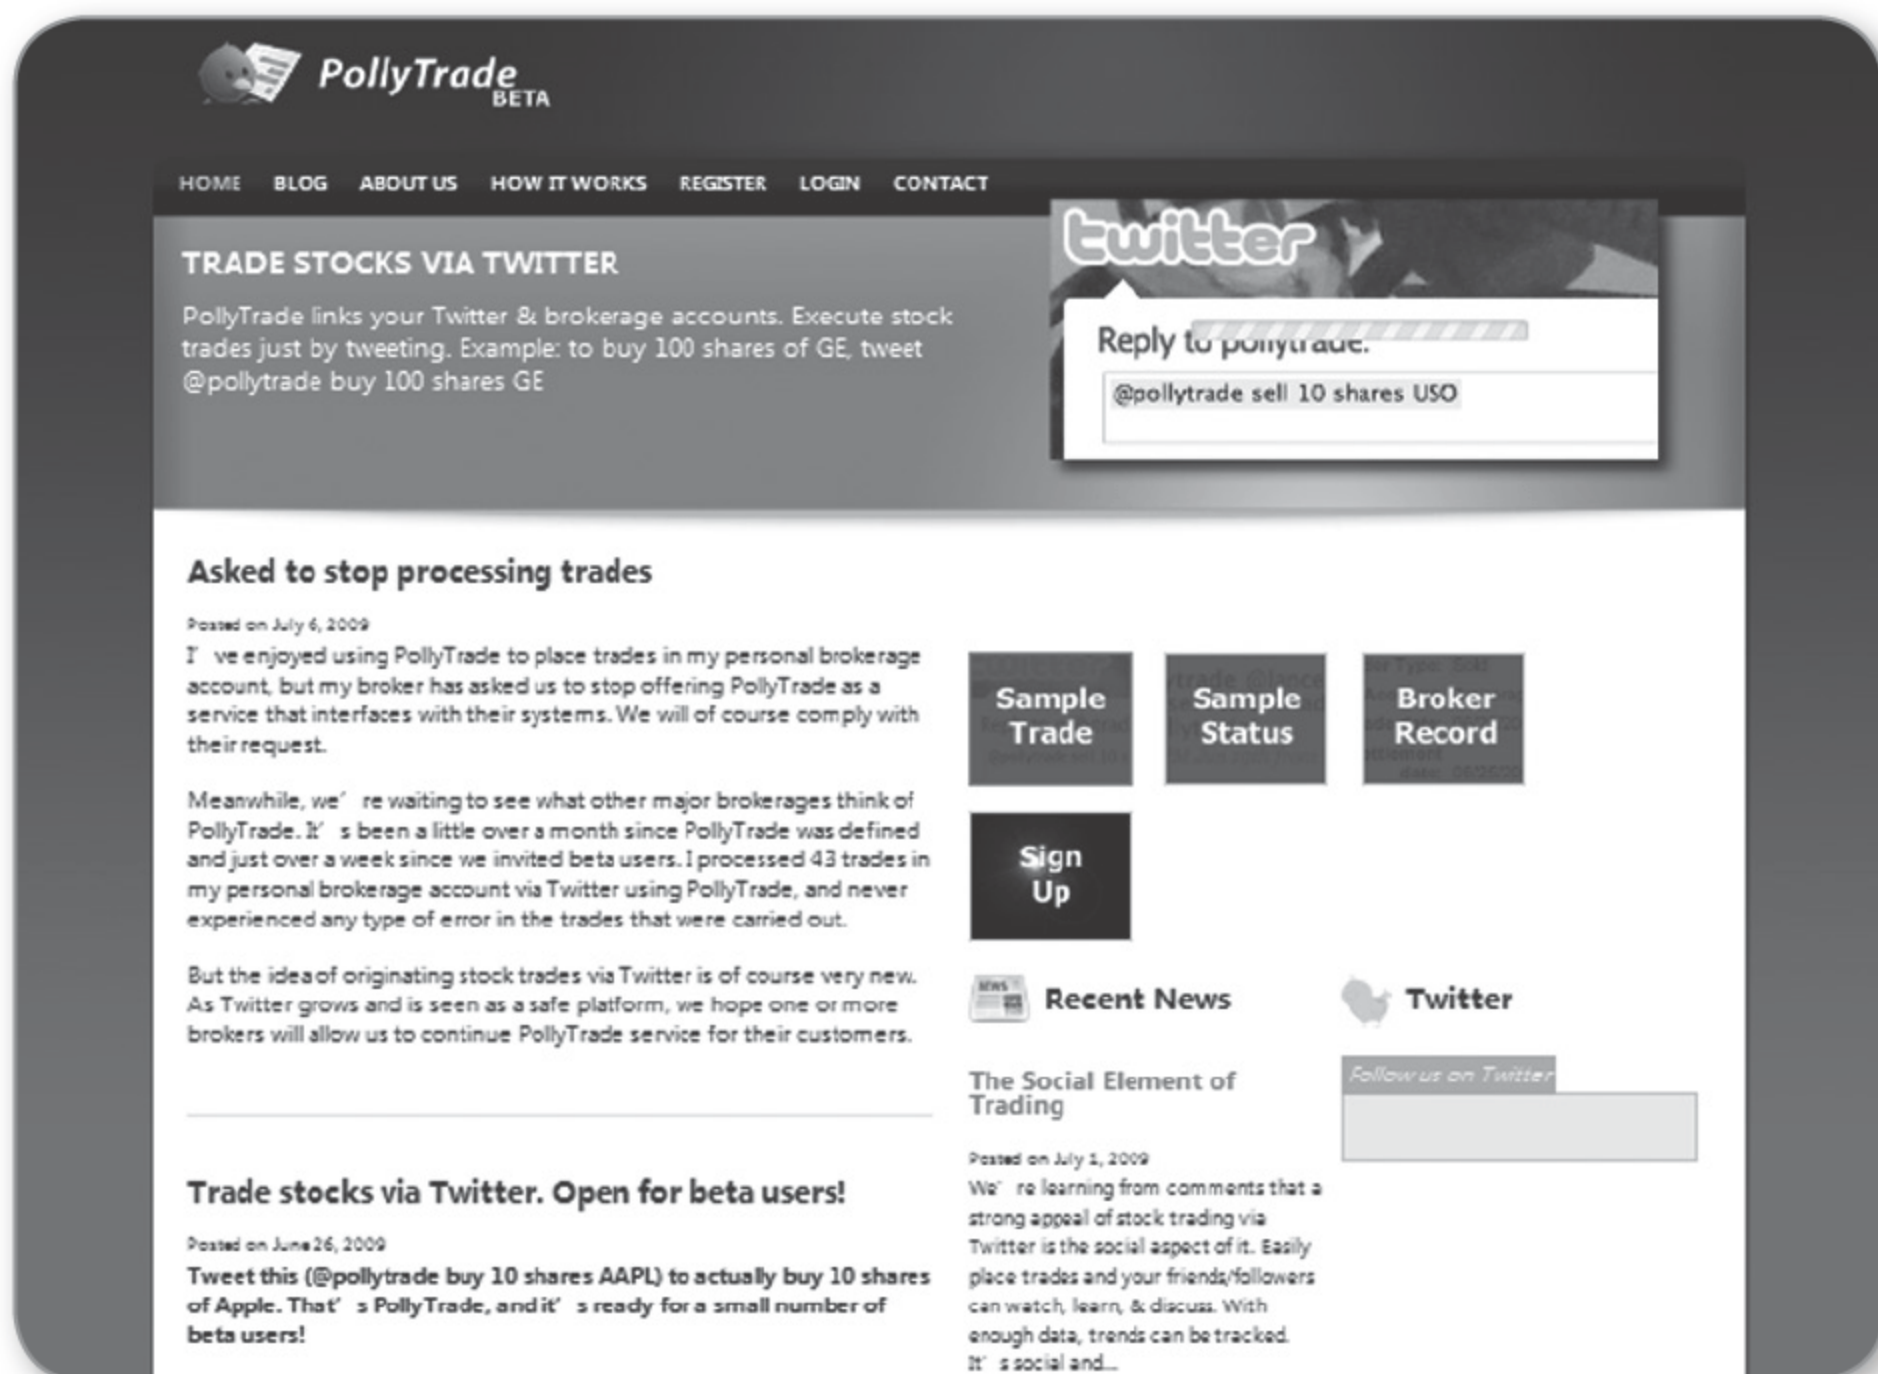 PollyTrade
BETA
HOME BLOG ABOUT US HOW IT WORKS REGISTER LOGIN CONTACT
TRADE STOCKS VIA TWITTER
PollyTrade links your Twitter & brokerage accounts. Execute stock
trades just by tweeting. Example: to buy 100 shares of GE, tweet
@pollytrade buy 100 shares GE
twitter
Reply to pollytrade:
@pollytrade sell 10 shares USO
Asked to stop processing trades
Posted on July 6, 2009
I’ve enjoyed using PollyTrade to place trades in my personal brokerage
account, but my broker has asked us to stop offering PollyTrade as a
service that interfaces with their systems. We will of course comply with
their request.
Meanwhile, we’re waiting to see what other major brokerages think of
PollyTrade. It’s been a little over a month since PollyTrade was defined
and just over a week since we invited beta users. I processed 43 trades in
my personal brokerage account via Twitter using PollyTrade, and never
experienced any type of error in the trades that were carried out.
But the idea of originating stock trades via Twitter is of course very new.
As Twitter grows and is seen as a safe platform, we hope one or more
brokers will allow us to continue PollyTrade service for their customers.
Trade stocks via Twitter. Open for beta users!
Posted on June 26, 2009
Tweet this (@pollytrade buy 10 shares AAPL) to actually buy 10 shares
of Apple. That’s PollyTrade, and it’s ready for a small number of
beta users!
Sample
Trade
Sample
Status
Broker
Record
Sign
Up
NEWS
Recent News
The Social Element of
Trading
Posted on July 1, 2009
We’re learning from comments that a
strong appeal of stock trading via
Twitter is the social aspect of it. Easily
place trades and your friends/followers
can watch, learn, & discuss. With
enough data, trends can be tracked.
It’s social and...
Twitter
Follow us on Twitter